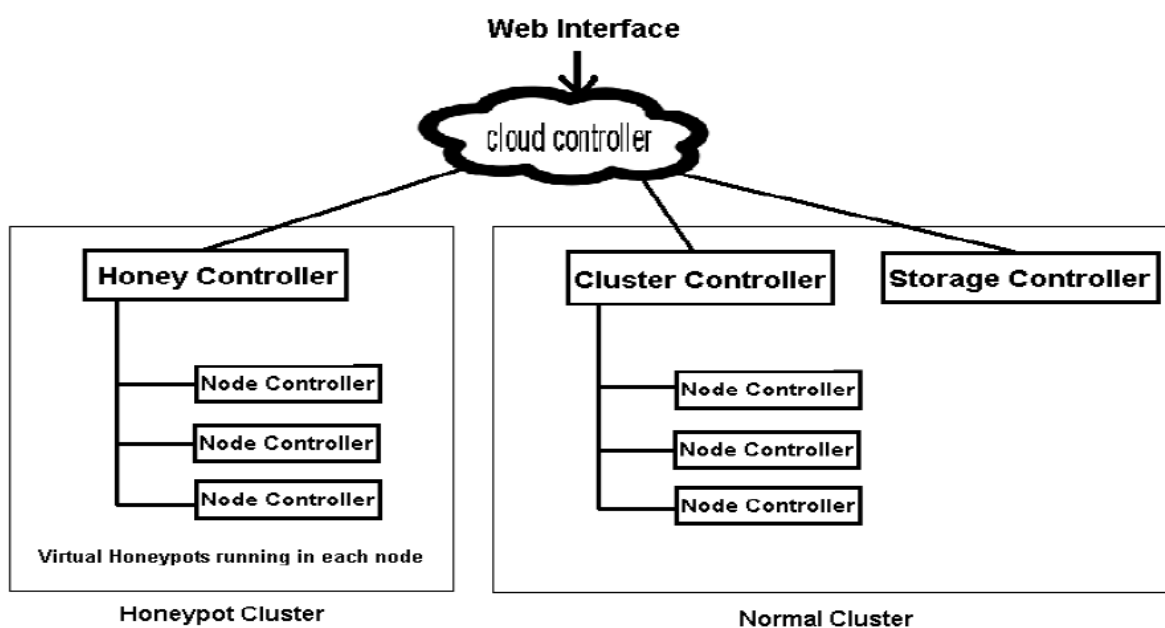 Web Interface
cloud controller
Honey Controller
Node Controller
Node Controller
Node Controller
Virtual Honeypots running in each node
Honeypot Cluster
Cluster Controller
Storage Controller
Node Controller
Node Controller
Node Controller
Normal Cluster